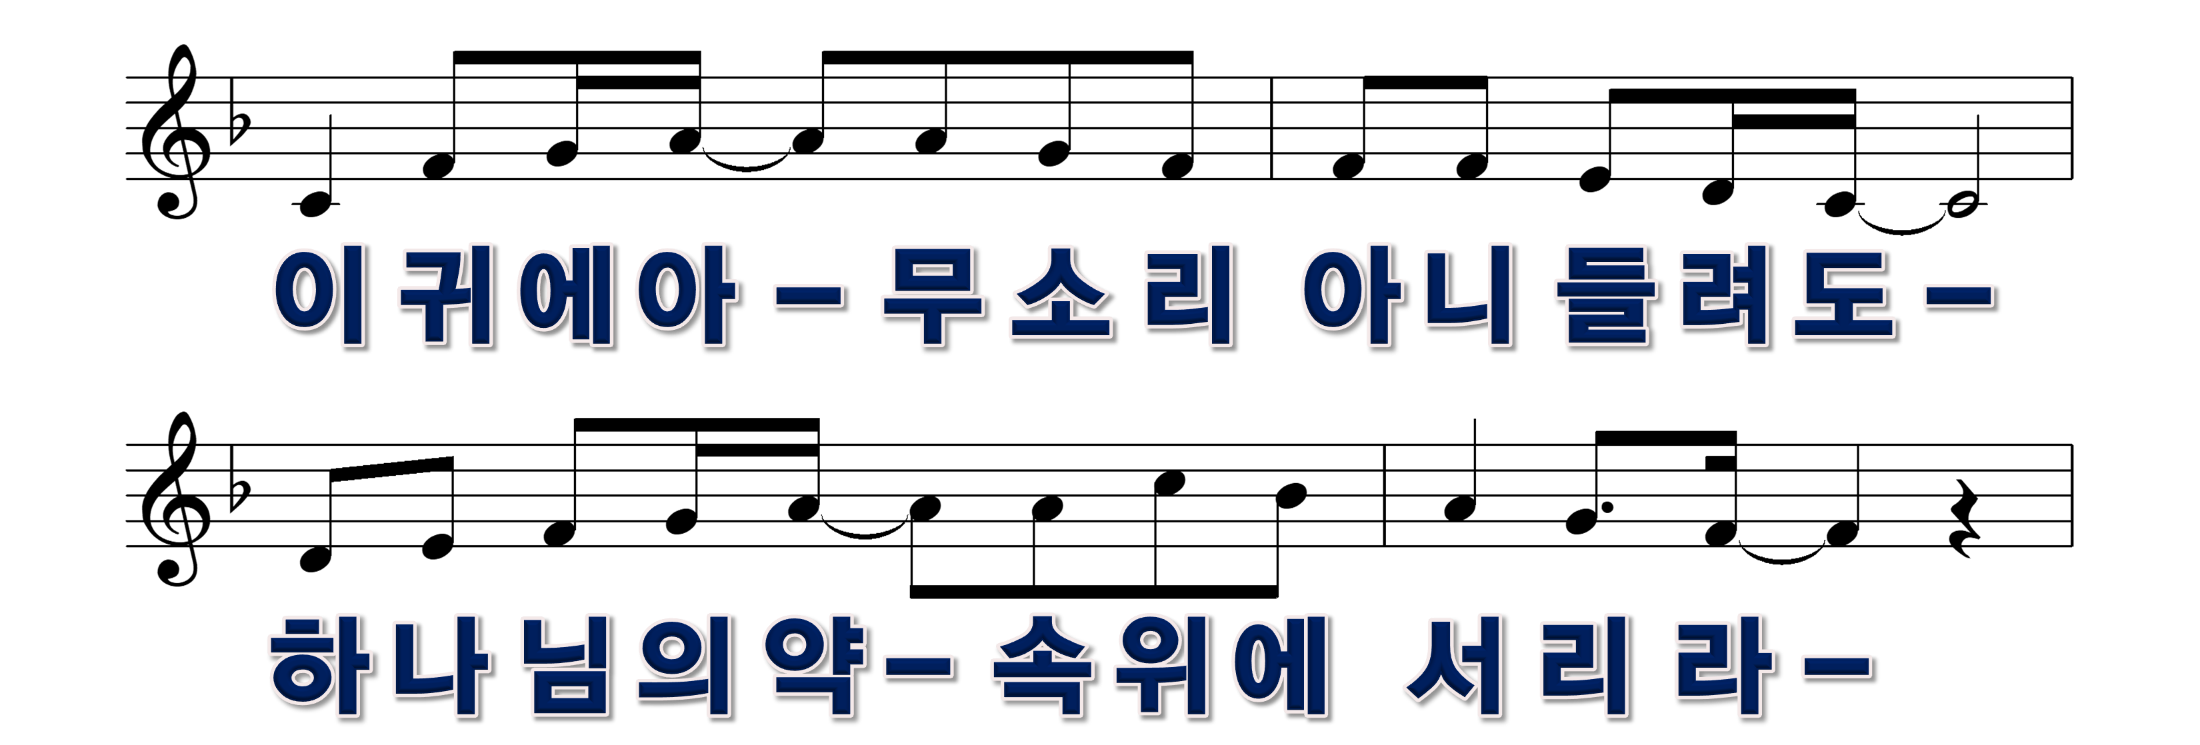 이 귀 에 아 - 무 소 리 아 니 들 려 도 -
하 나 님 의 약 - 속 위 에 서 리 라 -